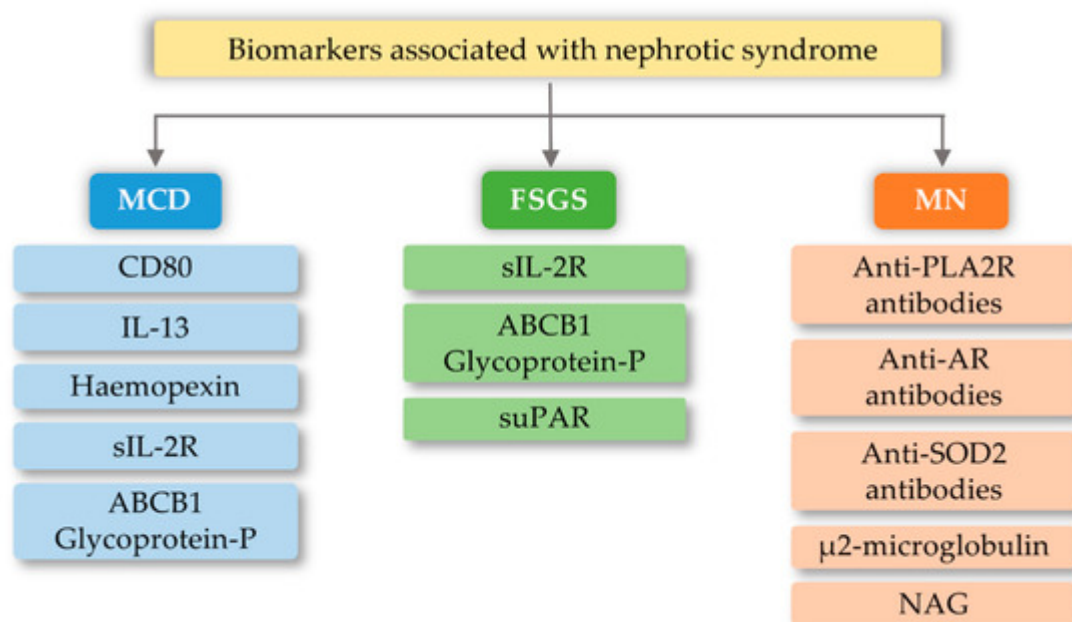 Biomarkers associated with nephrotic syndrome
MCD
CD80
IL-13
Haemopexin
sIL-2R
ABCB1
Glycoprotein-P
FSGS
sIL-2R
ABCB1
Glycoprotein-P
suPAR
MN
Anti-PLA2R
antibodies
Anti-AR
antibodies
Anti-SOD2
antibodies
µ2-microglobulin
NAG